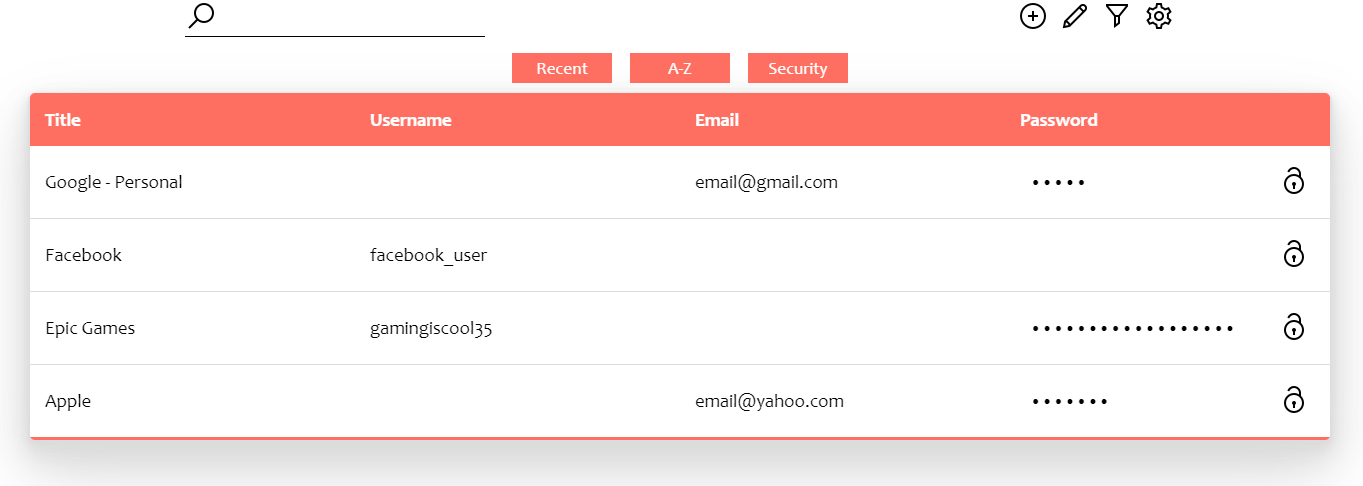 Recent A-Z Security
Title Username Email Password
Google - Personal email@gmail.com •••••
Facebook facebook_user
Epic Games gamingiscool35 ••••••••••••••••••
Apple email@yahoo.com •••••••